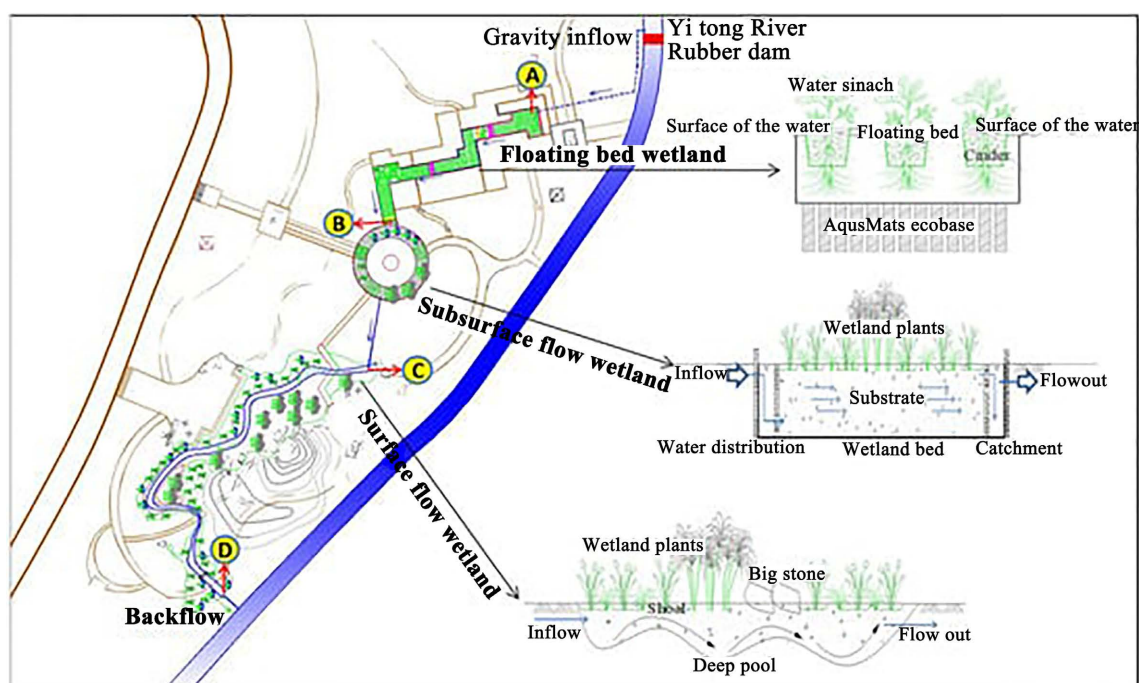 Gravity inflow
Yi tong River
Rubber dam
A
Water sinach
Surface of the water
Floating bed
Surface of the water
Cinder
Floating bed wetland
AqusMats ecobase
B
Subsurface flow wetland
Wetland plants
Inflow
Substrate
Flowout
Water distribution
Wetland bed
Catchment
C
Surface flow wetland
Wetland plants
Big stone
Shoal
Inflow
Flow out
Deep pool
D
Backflow